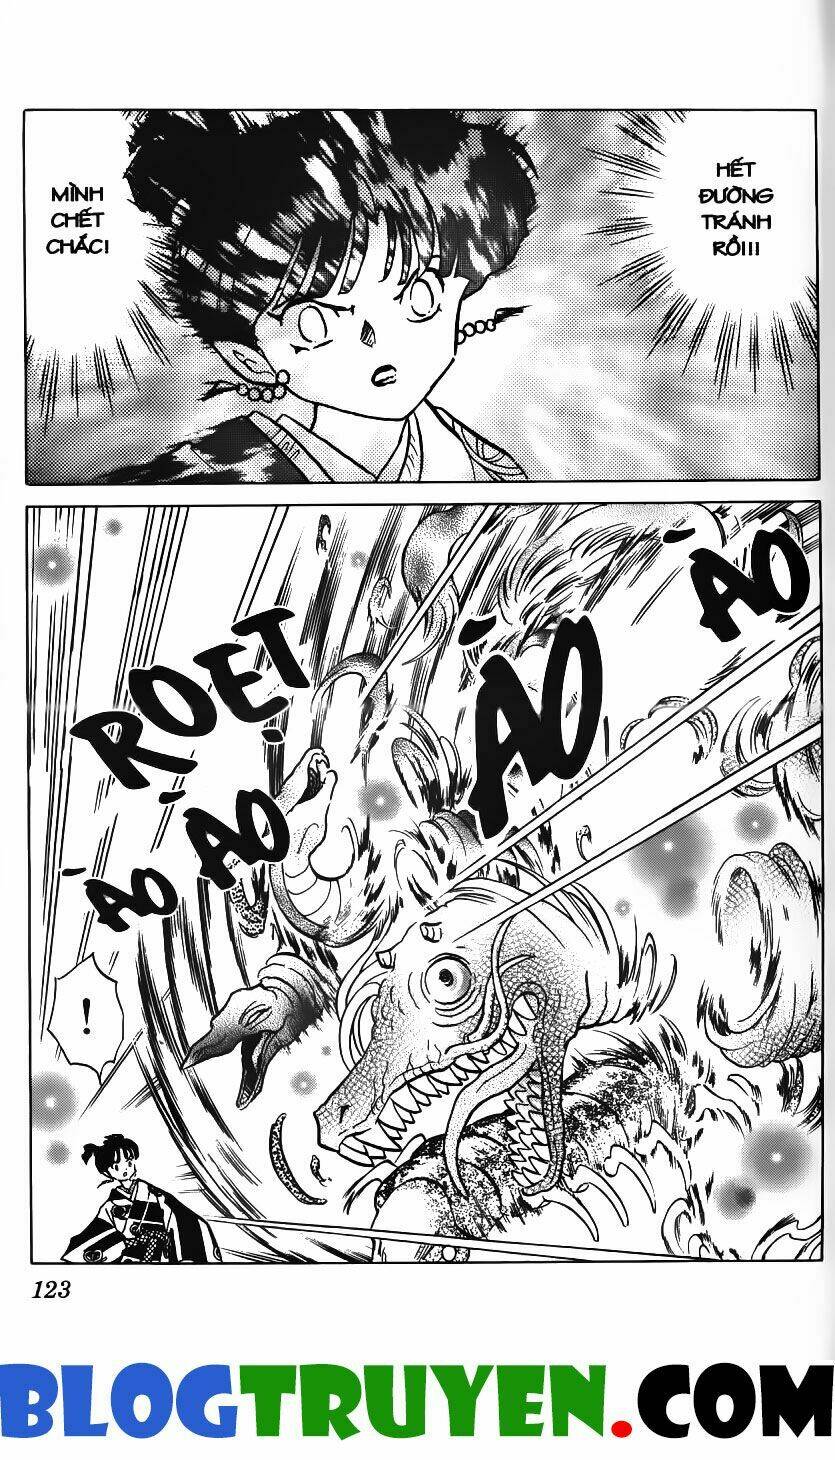 HẾT
ĐƯỜNG
TRÁNH
RỒI!!!
MÌNH
CHẾT
CHẮC!
ÀO
ÀO
ROẸT
ÀO
ÀO
!
123
BLOGTRUYEN.COM